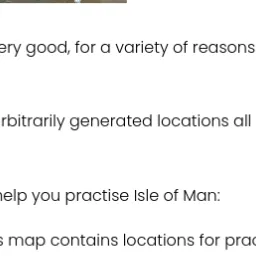 ery good, for a variety of reasons
rbitrarily generated locations all
help you practise Isle of Man:
s map contains locations for prac